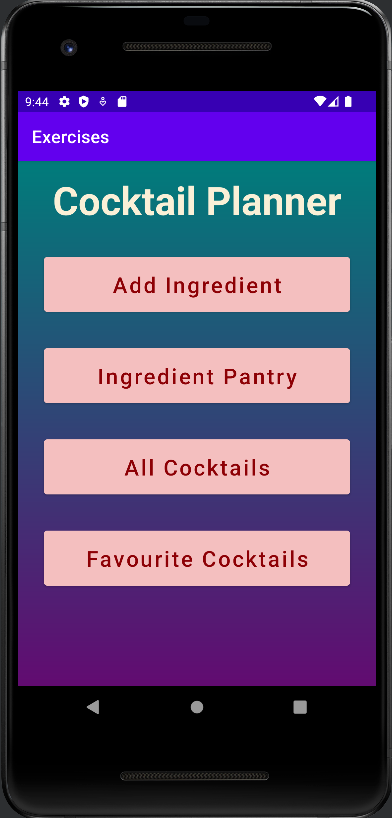 9:44
Exercises
Cocktail Planner
Add Ingredient
Ingredient Pantry
All Cocktails
Favourite Cocktails